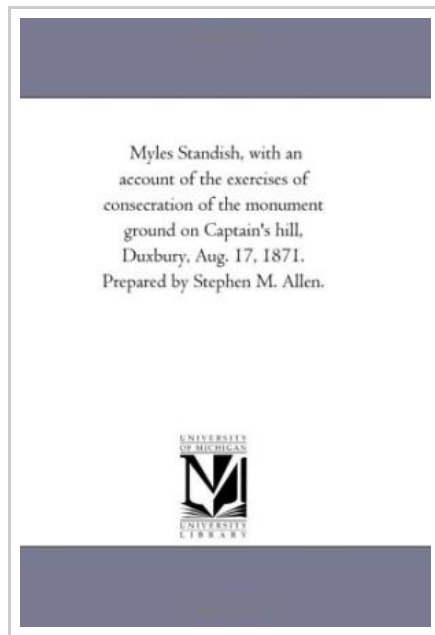 Myles Standish, with an
account of the exercises of
consecration of the monument
ground on Captain's hill,
Duxbury, Aug. 17, 1871.
Prepared by Stephen M. Allen.
UNIVERSITY
OF MICHIGAN
M
UNIVERSITY
LIBRARY